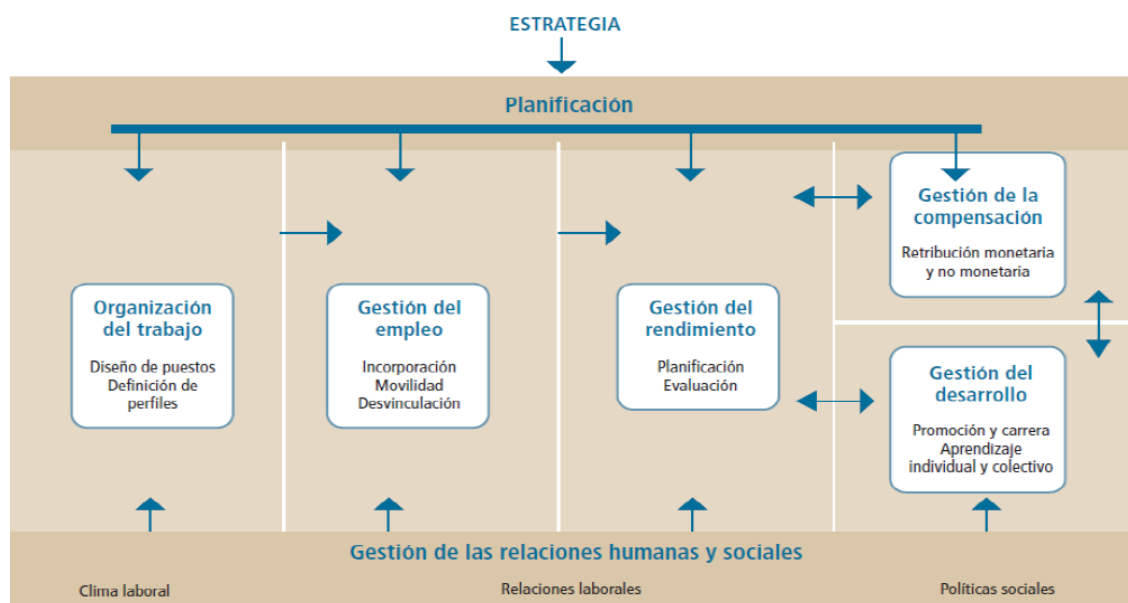 ESTRATEGIA
Planificación
Organización
del trabajo
Diseño de puestos
Definición de
perfiles
Gestión del
empleo
Incorporación
Movilidad
Desvinculación
Gestión del
rendimiento
Planificación
Evaluación
Gestión de la
compensación
Retribución monetaria
y no monetaria
Gestión del
desarrollo
Promoción y carrera
Aprendizaje
individual y colectivo
Gestión de las relaciones humanas y sociales
Clima laboral
Relaciones laborales
Políticas sociales